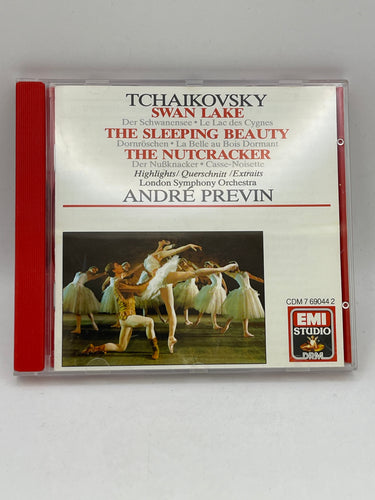 TCHAIKOVSKY
SWAN LAKE
Der Schwanensee • Le Lac des Cygnes
THE SLEEPING BEAUTY
Dornröschen • La Belle au Bois Dormant
THE NUTCRACKER
Der Nußknacker • Casse-Noisette
Highlights/Querschnitt/Extraits
London Symphony Orchestra
ANDRÉ PREVIN
CDM 7 69044 2
EMI
STUDIO
DRM